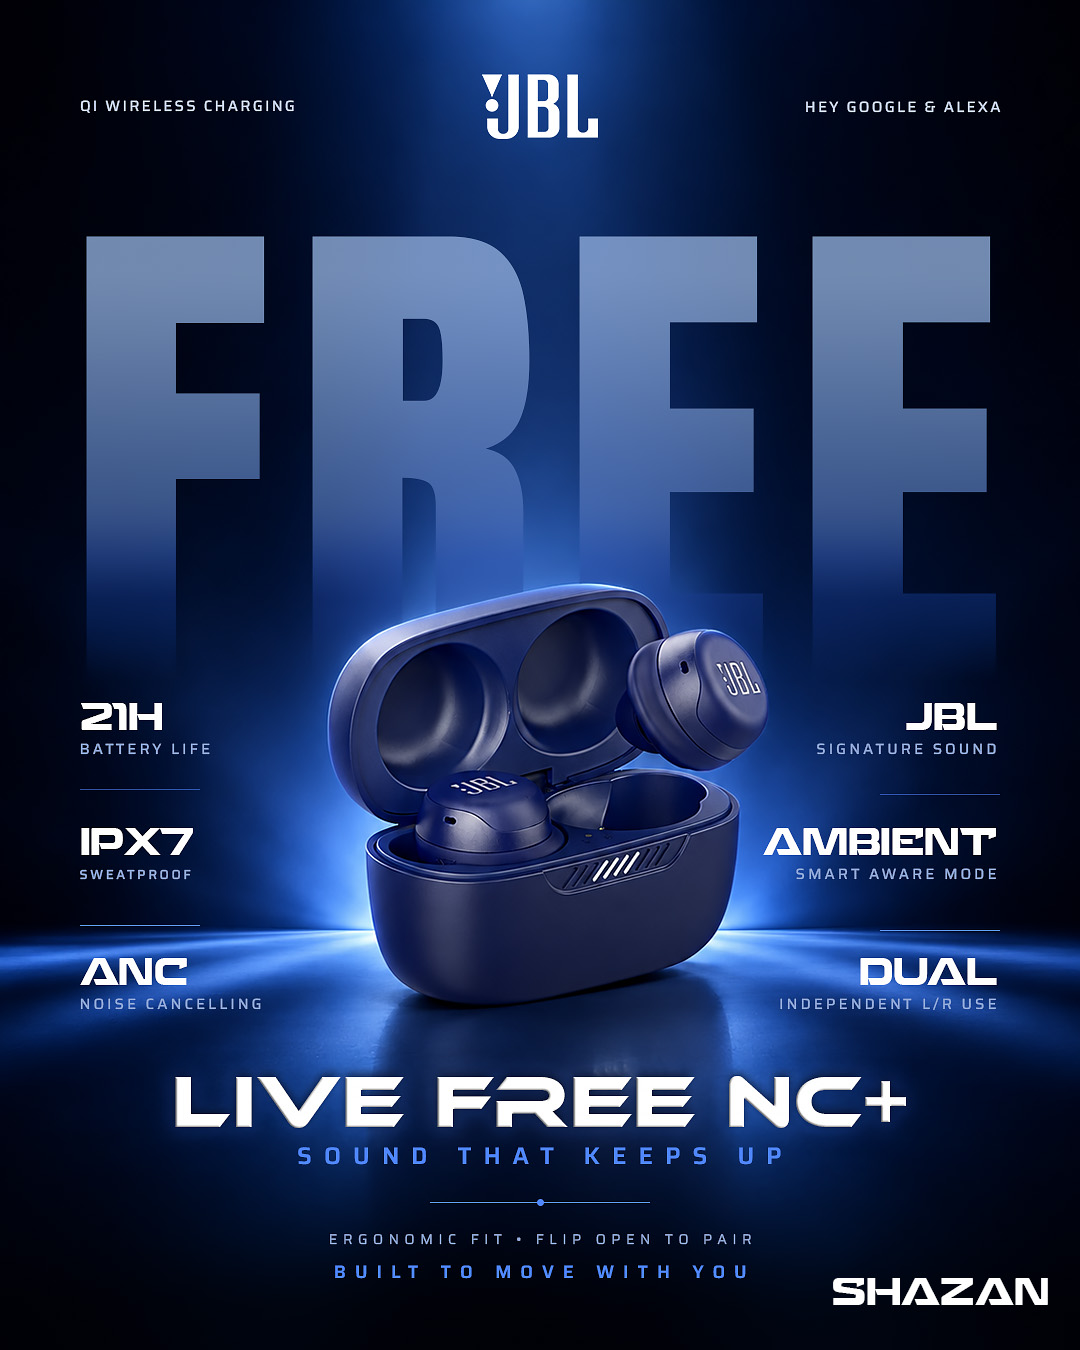 QI WIRELESS CHARGING
JBL
HEY GOOGLE & ALEXA
FREE
JBL
JBL
21H
BATTERY LIFE
IPX7
SWEATPROOF
ANC
NOISE CANCELLING
JBL
SIGNATURE SOUND
AMBIENT
SMART AWARE MODE
DUAL
INDEPENDENT L/R USE
LIVE FREE NC+
SOUND THAT KEEPS UP
ERGONOMIC FIT • FLIP OPEN TO PAIR
BUILT TO MOVE WITH YOU
SHAZAN